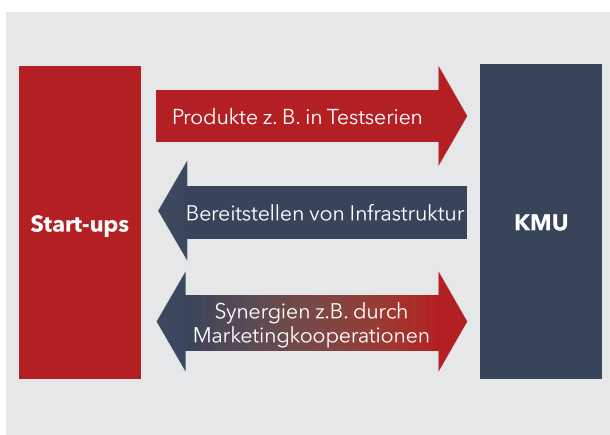 Produkte z. B. in Testserien
Start-ups
Bereitstellen von Infrastruktur
KMU
Synergien z.B. durch
Marketingkooperationen